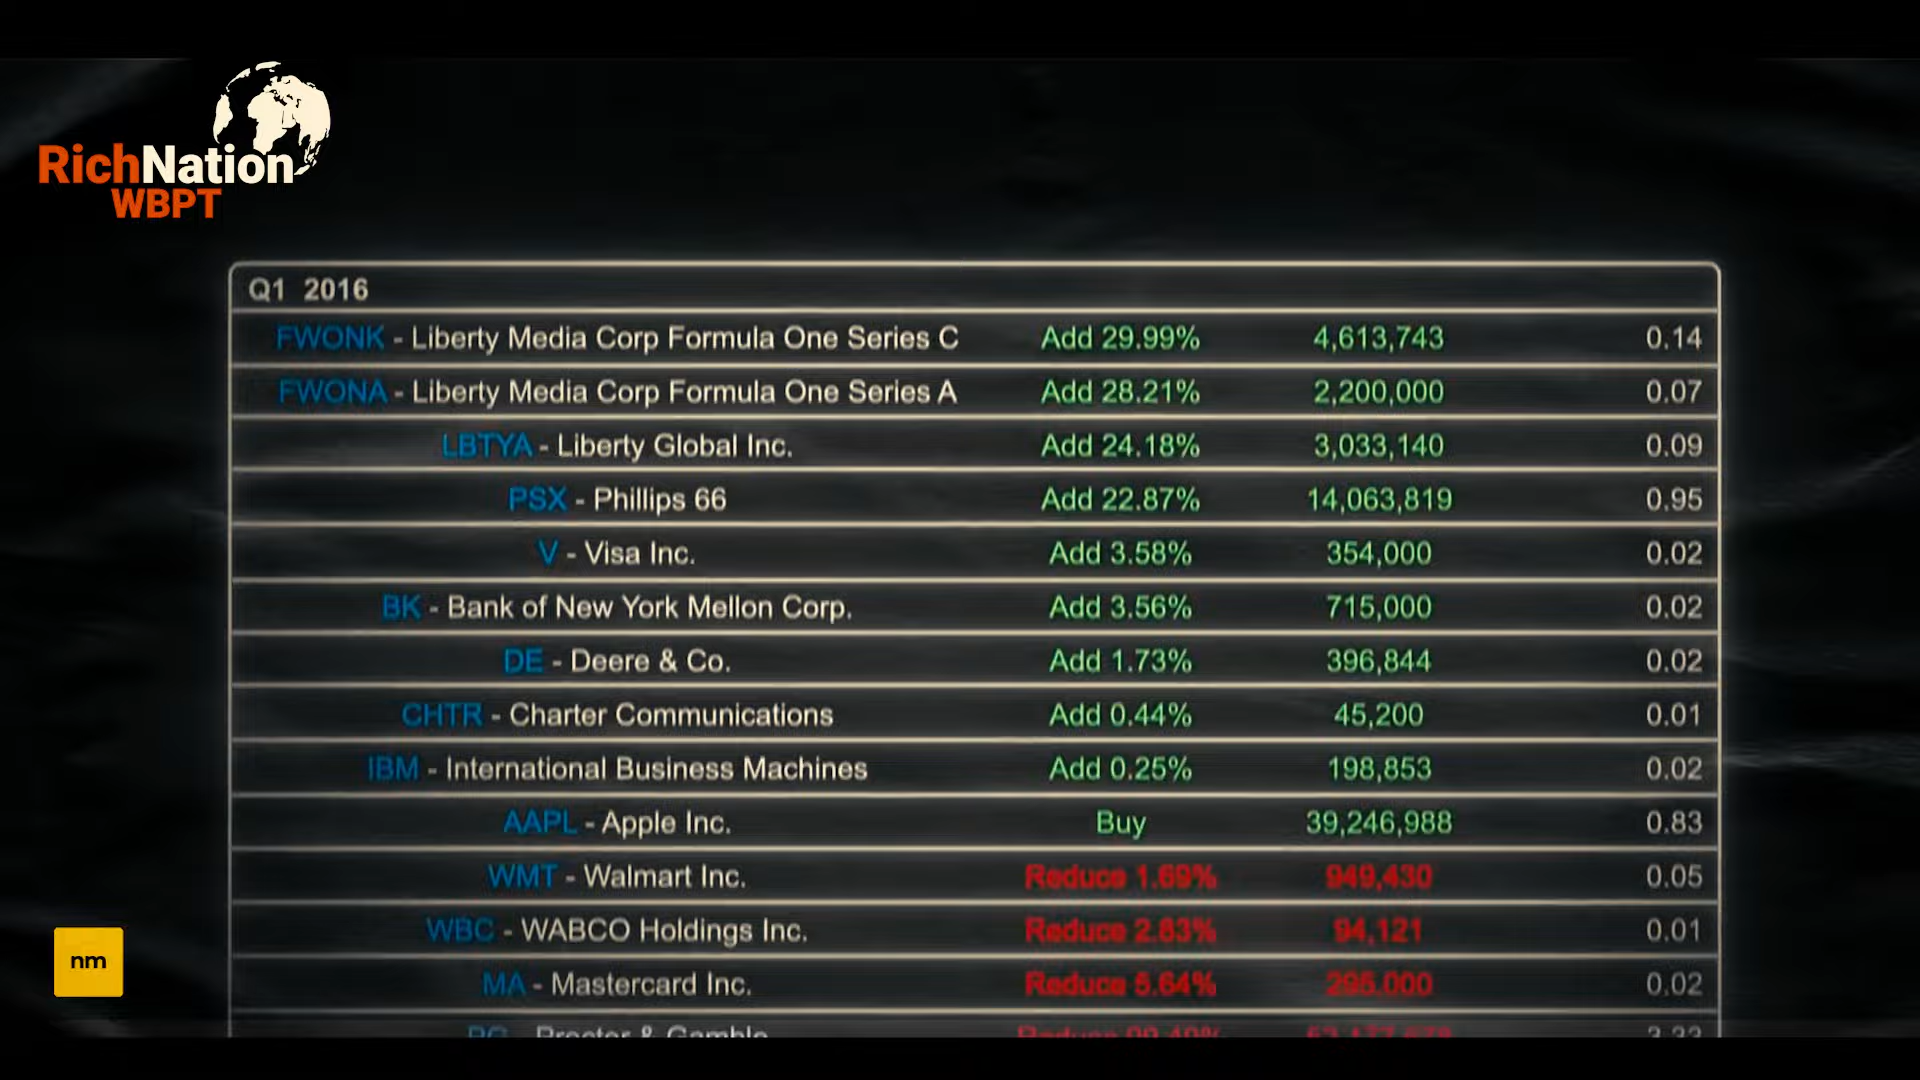 RichNation
WBPT
Q1 2016
FWONK - Liberty Media Corp Formula One Series C Add 29.99% 4,613,743 0.14
FWONA - Liberty Media Corp Formula One Series A Add 28.21% 2,200,000 0.07
LBTYA - Liberty Global Inc. Add 24.18% 3,033,140 0.09
PSX - Phillips 66 Add 22.87% 14,063,819 0.95
V - Visa Inc. Add 3.58% 354,000 0.02
BK - Bank of New York Mellon Corp. Add 3.56% 715,000 0.02
DE - Deere & Co. Add 1.73% 396,844 0.02
CHTR - Charter Communications Add 0.44% 45,200 0.01
IBM - International Business Machines Add 0.25% 198,853 0.02
AAPL - Apple Inc. Buy 39,246,988 0.83
WMT - Walmart Inc. Reduce 1.69% 949,430 0.05
WBC - WABCO Holdings Inc. Reduce 2.83% 94,121 0.01
MA - Mastercard Inc. Reduce 5.64% 295,000 0.02
PG - Procter & Gamble Reduce
nm